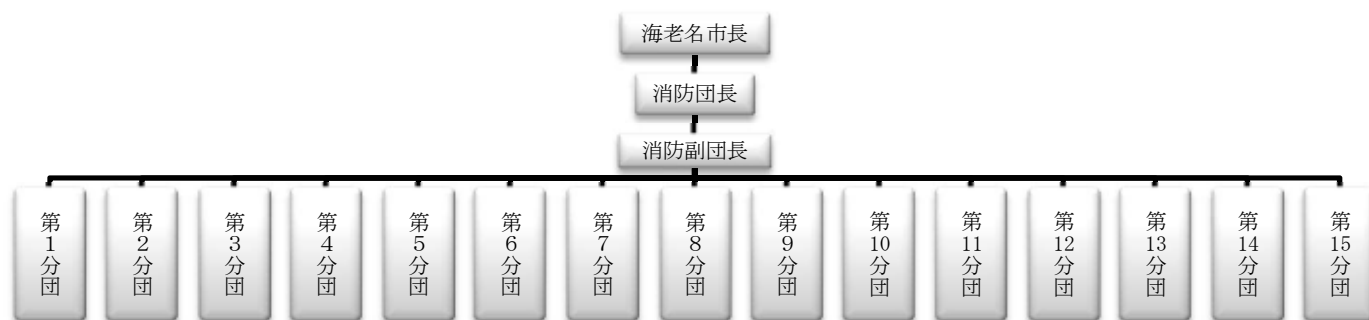 海老名市長
消防団長
消防副団長
第1分団
第2分団
第3分団
第4分団
第5分団
第6分団
第7分団
第8分団
第9分団
第10分団
第11分団
第12分団
第13分団
第14分団
第15分団